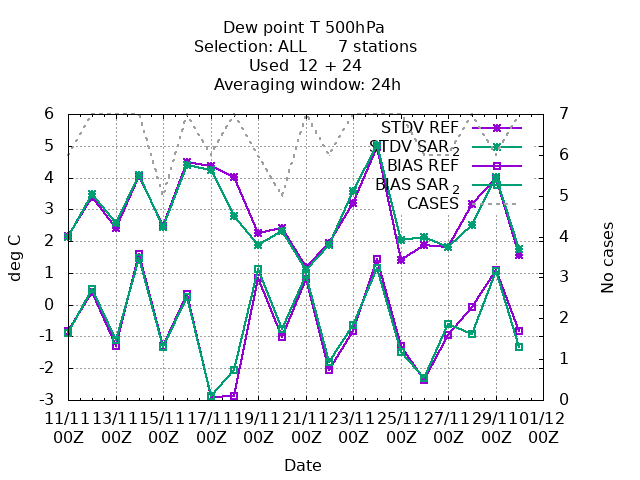 Dew point T 500hPa
Selection: ALL 7 stations
Used 12 + 24
Averaging window: 24h
STDV REF
STDV SAR_2
BIAS REF
BIAS SAR_2
CASES
6
5
4
3
2
1
0
-1
-2
-3
deg C
7
6
5
4
3
2
1
0
No cases
11/11 13/11 15/11 17/11 19/11 21/11 23/11 25/11 27/11 29/11 01/12
00Z 00Z 00Z 00Z 00Z 00Z 00Z 00Z 00Z 00Z 00Z
Date